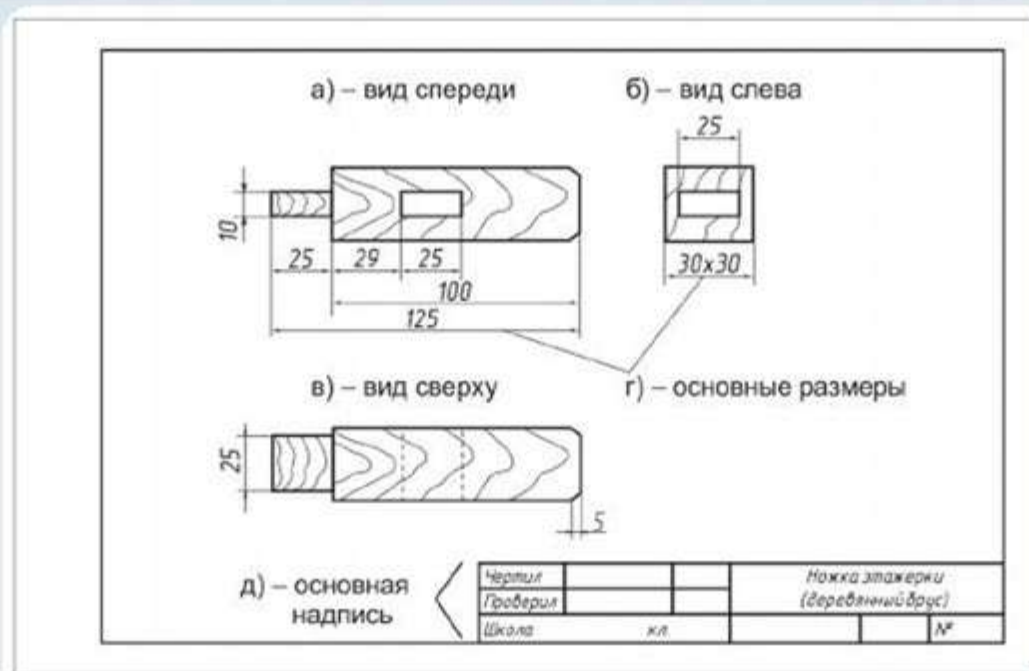 а) – вид спереди
б) – вид слева
25
10
25 29 25
30x30
100
125
в) – вид сверху
г) – основные размеры
25
5
д) – основная
надпись
Чертил
Проверил
Школа кл.
Ножка этажерки
(деревянный брус)
№